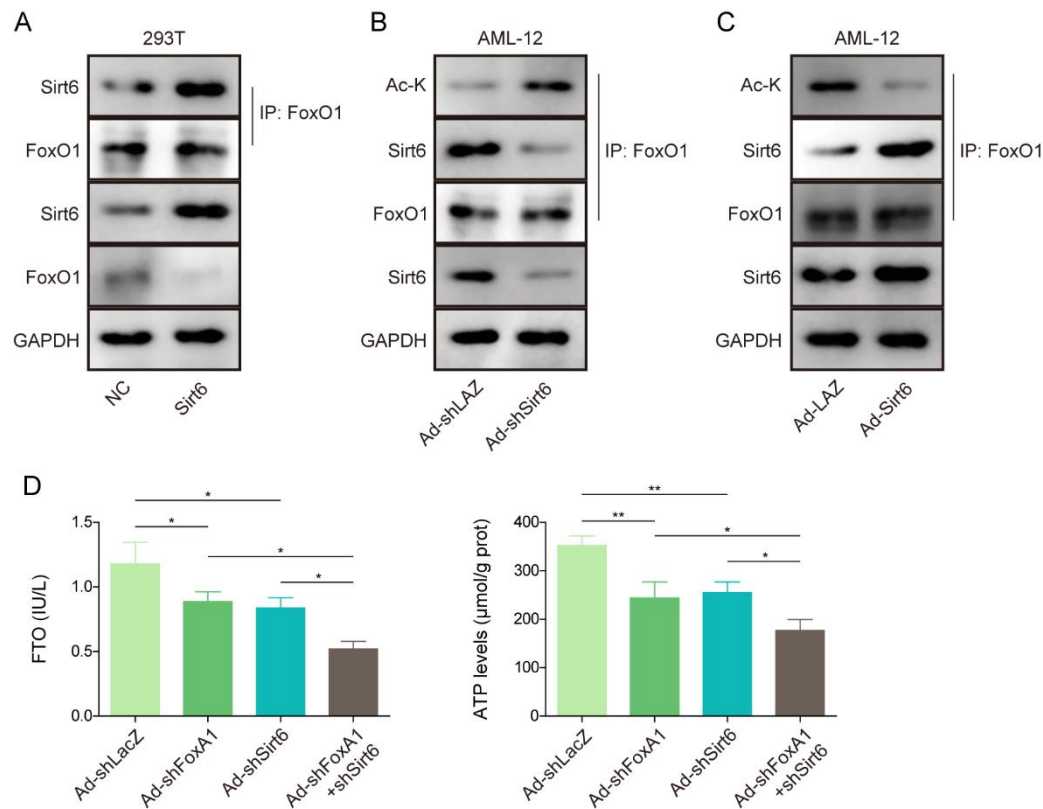 A
293T
Sirt6
FoxO1
IP: FoxO1
Sirt6
FoxO1
GAPDH
NC
Sirt6
B
AML-12
Ac-K
Sirt6
IP: FoxO1
FoxO1
Sirt6
GAPDH
Ad-shLAZ
Ad-shSirt6
C
AML-12
Ac-K
Sirt6
IP: FoxO1
FoxO1
Sirt6
GAPDH
Ad-LAZ
Ad-Sirt6
D
FTO (IU/L)
1.5
1.0
0.5
0.0
*
*
*
*
Ad-shLacZ
Ad-shFoxA1
Ad-shSirt6
Ad-shFoxA1
+shSirt6
ATP levels (μmol/g prot)
400
300
200
100
0
**
**
*
*
Ad-shLacZ
Ad-shFoxA1
Ad-shSirt6
Ad-shFoxA1
+shSirt6